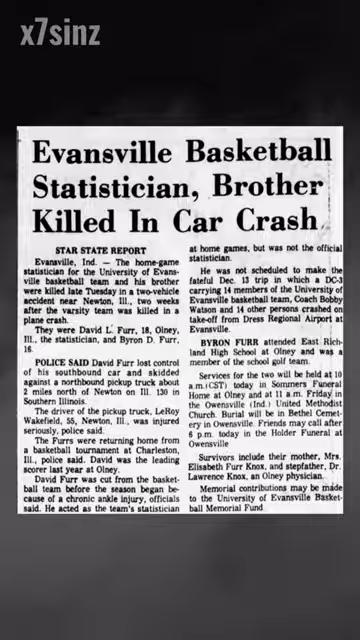 x7sinz
Evansville Basketball
Statistician, Brother
Killed In Car Crash
STAR STATE REPORT
Evansville, Ind. — The home-game
statistician for the University of Evans-
ville basketball team and his brother
were killed late Tuesday in a two-vehicle
accident near Newton, Ill., two weeks
after the varsity team was killed in a
plane crash.
They were David L. Furr, 18, Olney,
Ill., the statistician, and Byron D. Furr,
16.
POLICE SAID David lost control
of his southbound car and skidded
against a northbound pickup truck about
2 miles north of Newton on Ill. 130 in
Southern Illinois.
The driver of the pickup truck, LeRoy
Wakefield, 55, Newton, Ill., was injured
seriously, police said.
The Furrs were returning home from
a basketball tournament at Charleston,
Ill., police said. David was the leading
scorer last year at Olney.
David Furr was cut from the basket-
ball team before the season began be-
cause of a chronic ankle injury, officials
said. He acted as the team's statistician
at home games, but was not the official
statistician.
He was not scheduled to make the
fateful Dec. 13 trip in which a DC-3
carrying 14 members of the University of
Evansville basketball team, Coach Bobby
Watson and 14 other persons crashed on
take-off from Dress Regional Airport at
Evansville.
BYRON FURR attended East Rich-
land High School at Olney and was a
member of the school golf team.
Services for the two will be held at 10
a.m.(CST) today in Sommers Funeral
Home at Olney and at 11 a.m. Friday in
the Owensville (Ind.) United Methodist
Church. Burial will be in Bethel Cemet-
ery in Owensville. Friends may call after
6 p.m. today in the Holder Funeral at
Owensville
Survivors include their mother, Mrs.
Elisabeth Furr Knox, and stepfather, Dr.
Lawrence Knox, an Olney physician.
Memorial contributions may be made
to the University of Evansville Basket-
ball Memorial Fund